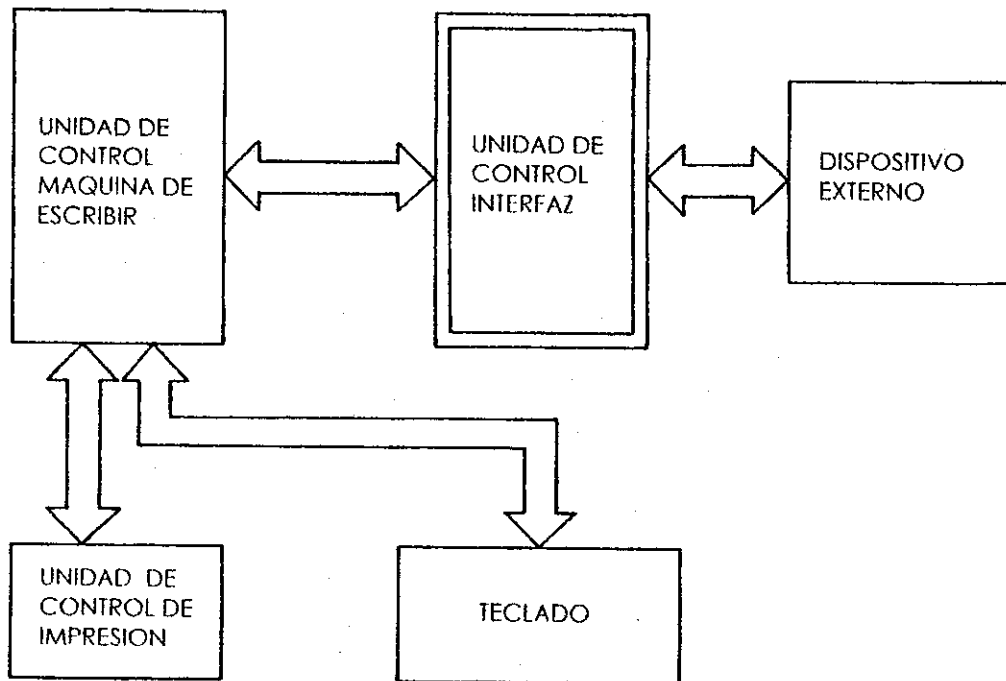 UNIDAD DE
CONTROL
MAQUINA DE
ESCRIBIR
UNIDAD DE
CONTROL
INTERFAZ
DISPOSITIVO
EXTERNO
UNIDAD DE
CONTROL DE
IMPRESION
TECLADO